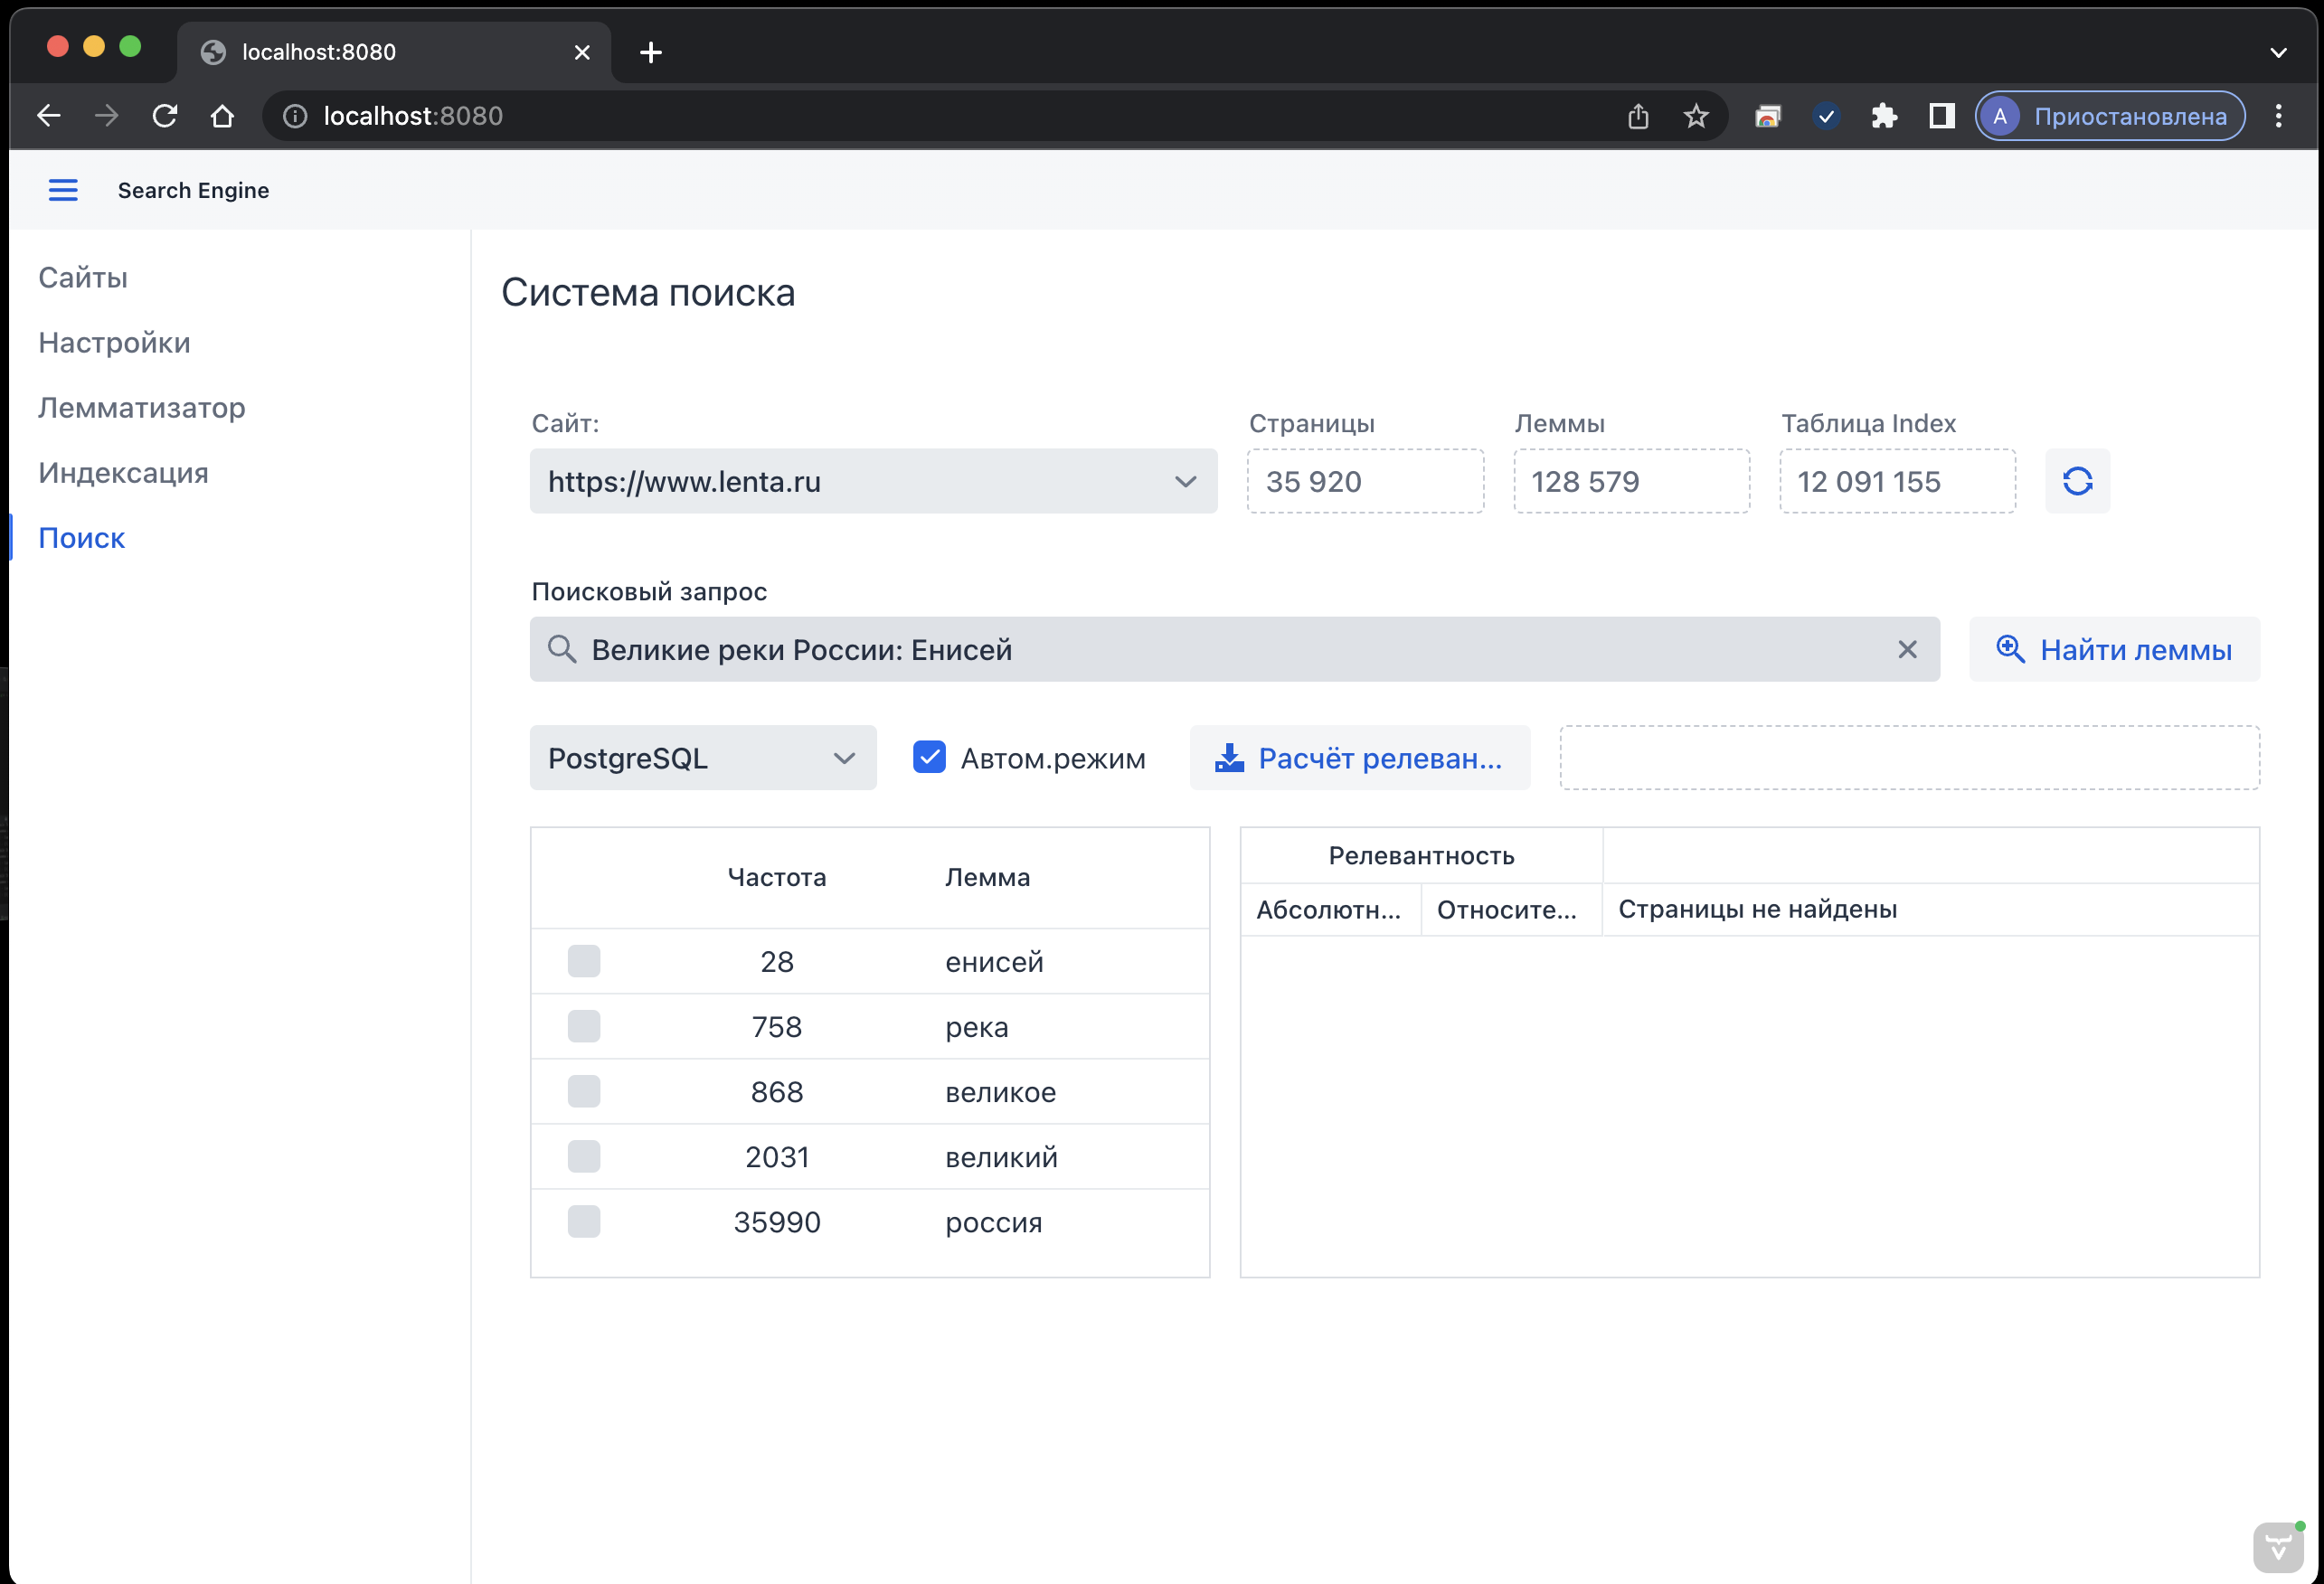 localhost:8080
localhost:8080
А Приостановлена
Search Engine
Сайты
Настройки
Лемматизатор
Индексация
Поиск
Система поиска
Сайт: Страницы Леммы Таблица Index
https://www.lenta.ru 35 920 128 579 12 091 155
Поисковый запрос
Великие реки России: Енисей Найти леммы
PostgreSQL Автом.режим Расчёт релеван...
Частота Лемма
28 енисей
758 река
868 великое
2031 великий
35990 россия
Релевантность
Абсолютн... Относите... Страницы не найдены